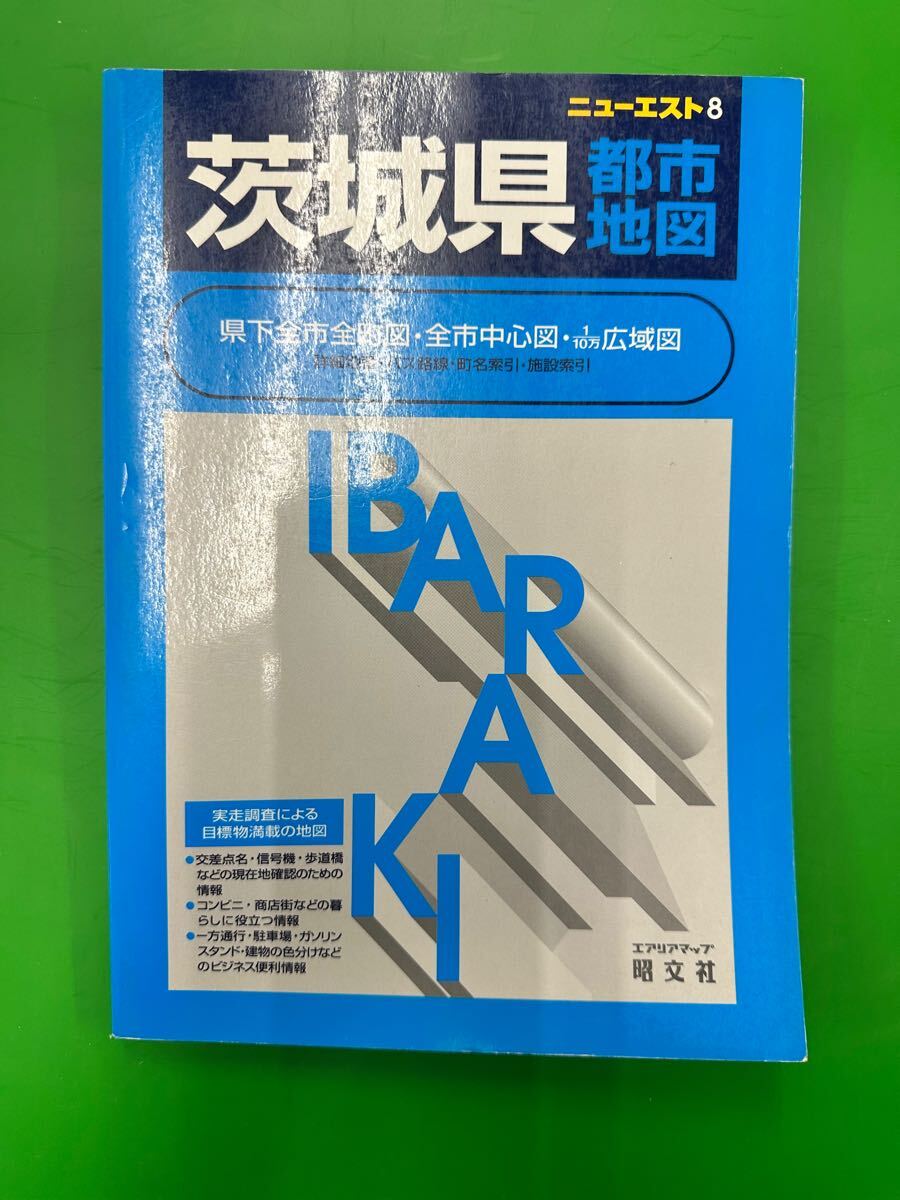 ニューエスト8
茨城県
都市
地図
県下全市全町図・全市中心図・1/10万広域図
詳細地番・バス路線・町名索引・施設索引
IBARAKI
実走調査による
目標物満載の地図
●交差点名・信号機・歩道橋
などの現在地確認のための
情報
●コンビニ・商店街などの暮
らしに役立つ情報
●一方通行・駐車場・ガソリン
スタンド・建物の色分けなど
のビジネス便利情報
エアリアマップ
昭文社